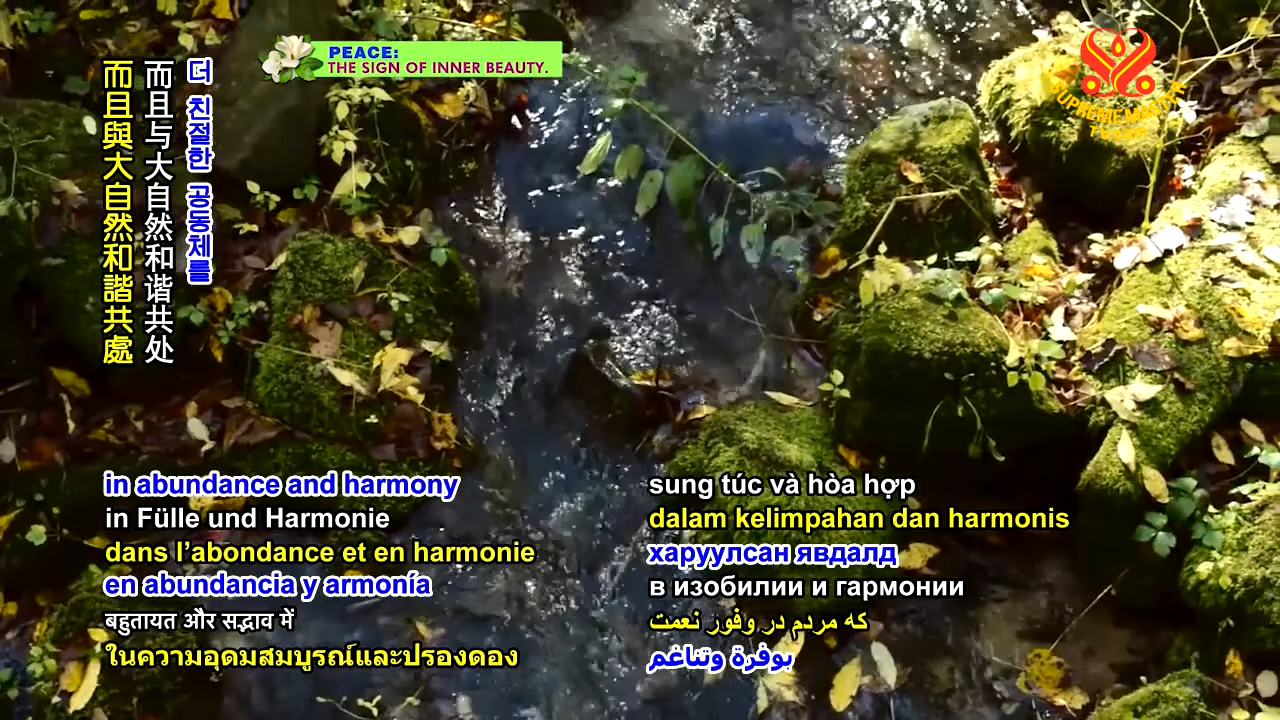 PEACE:
THE SIGN OF INNER BEAUTY.
SUPREME MASTER
더 친절한 공동체를
而且与大自然和谐共处
而且與大自然和諧共處
in abundance and harmony
in Fülle und Harmonie
dans l’abondance et en harmonie
en abundancia y armonía
बहुतायत और सद्भाव में
ในความอุดมสมบูรณ์และปรองดอง
sung túc và hòa hợp
dalam kelimpahan dan harmonis
харуулсан явдалд
в изобилии и гармонии
که مردم در وفور نعمت
بوفرة وتناغم